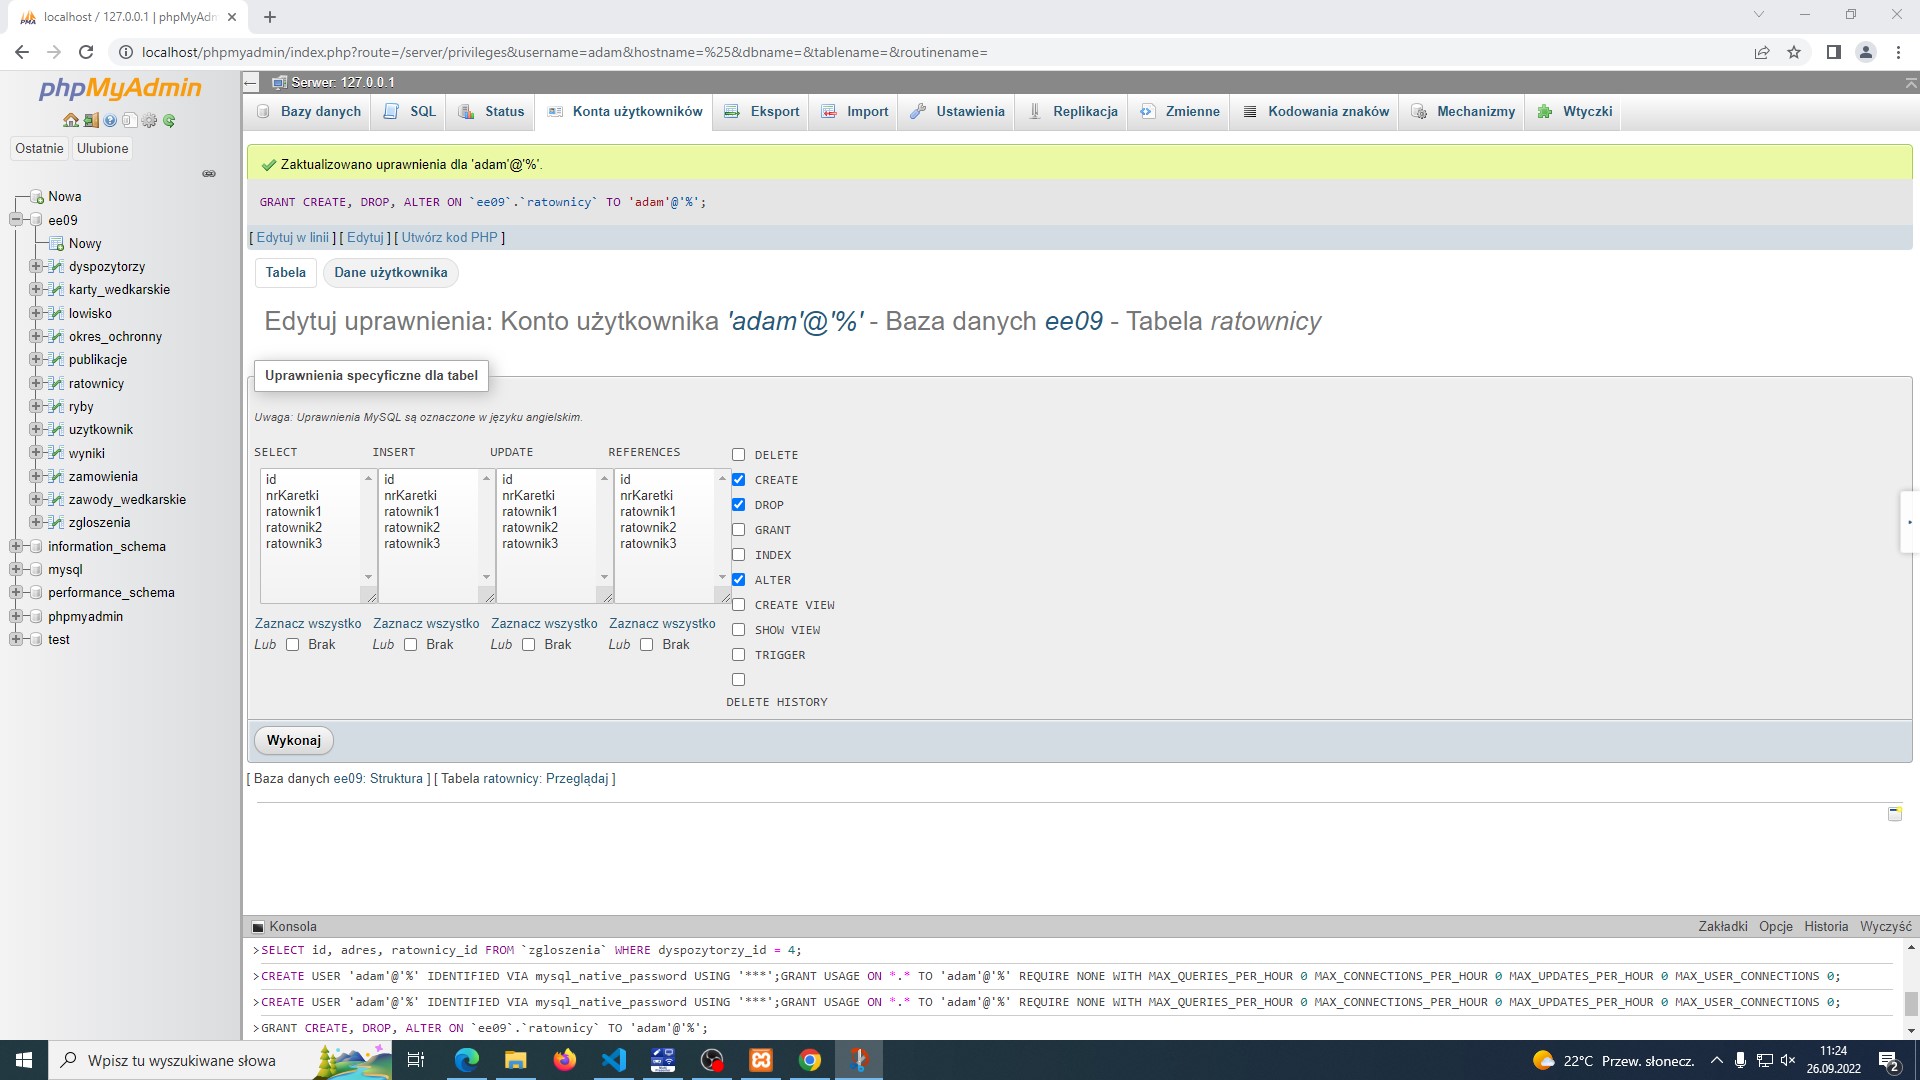 localhost / 127.0.0.1 | phpMyAdm
localhost/phpmyadmin/index.php?route=/server/privileges&username=adam&hostname=%25&dbname=&tablename=&routinename=
phpMyAdmin
Ostatnie Ulubione
Nowa
ee09
Nowy
dyspozytorzy
karty_wedkarskie
lowisko
okres_ochronny
publikacje
ratownicy
ryby
uzytkownik
wyniki
zamowienia
zawody_wedkarskie
zgloszenia
information_schema
mysql
performance_schema
phpmyadmin
test
Serwer: 127.0.0.1
Bazy danych SQL Status Konta użytkowników Eksport Import Ustawienia Replikacja Zmienne Kodowania znaków Mechanizmy Wtyczki
Zaktualizowano uprawnienia dla 'adam'@'%'.
GRANT CREATE, DROP, ALTER ON `ee09`.`ratownicy` TO 'adam'@'%';
[ Edytuj w linii ] [ Edytuj ] [ Utwórz kod PHP ]
Tabela Dane użytkownika
Edytuj uprawnienia: Konto użytkownika 'adam'@'%' - Baza danych ee09 - Tabela ratownicy
Uprawnienia specyficzne dla tabel
Uwaga: Uprawnienia MySQL są oznaczone w języku angielskim.
SELECT
id
nrKaretki
ratownik1
ratownik2
ratownik3
Zaznacz wszystko
Lub Brak
INSERT
id
nrKaretki
ratownik1
ratownik2
ratownik3
Zaznacz wszystko
Lub Brak
UPDATE
id
nrKaretki
ratownik1
ratownik2
ratownik3
Zaznacz wszystko
Lub Brak
REFERENCES
id
nrKaretki
ratownik1
ratownik2
ratownik3
Zaznacz wszystko
Lub Brak
DELETE
CREATE
DROP
GRANT
INDEX
ALTER
CREATE VIEW
SHOW VIEW
TRIGGER
DELETE HISTORY
Wykonaj
[ Baza danych ee09: Struktura ] [ Tabela ratownicy: Przeglądaj ]
Konsola Zakładki Opcje Historia Wyczyść
>SELECT id, adres, ratownicy_id FROM `zgloszenia` WHERE dyspozytorzy_id = 4;
>CREATE USER 'adam'@'%' IDENTIFIED VIA mysql_native_password USING '***';GRANT USAGE ON *.* TO 'adam'@'%' REQUIRE NONE WITH MAX_QUERIES_PER_HOUR 0 MAX_CONNECTIONS_PER_HOUR 0 MAX_UPDATES_PER_HOUR 0 MAX_USER_CONNECTIONS 0;
>CREATE USER 'adam'@'%' IDENTIFIED VIA mysql_native_password USING '***';GRANT USAGE ON *.* TO 'adam'@'%' REQUIRE NONE WITH MAX_QUERIES_PER_HOUR 0 MAX_CONNECTIONS_PER_HOUR 0 MAX_UPDATES_PER_HOUR 0 MAX_USER_CONNECTIONS 0;
>GRANT CREATE, DROP, ALTER ON `ee09`.`ratownicy` TO 'adam'@'%';
Wpisz tu wyszukiwane słowa
22°C Przew. słonecz.
11:24
26.09.2022
2